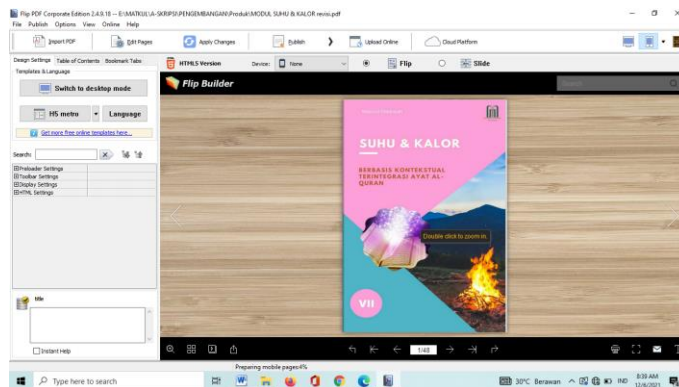 Flip PDF Corporate Edition 2.4.9.18 -- E:\MATKUL\A-SKRIPSI\PENGEMBANGAN\Produk\MODUL SUHU & KALOR revisi.pdf
File Publish Options View Online Help
Import PDF Edit Pages Apply Changes Publish Upload Online Cloud Platform
Design Settings Table of Contents Bookmark Tabs
HTML5 Version Device: None Flip Slide
Templates & Language
Flip Builder
Search
Switch to desktop mode
H5 metro Language
Get more free online templates here...
Search:
Preloader Settings
Toolbar Settings
Display Settings
HTML Settings
SUHU & KALOR
BERBASIS KONTEKSTUAL
TERINTEGRASI AYAT AL-
QURAN
Double click to zoom in.
VII
title
Instant Help
1/48
Preparing mobile pages4%
Type here to search
30°C Berawan
IND
8:39 AM
12/6/2021